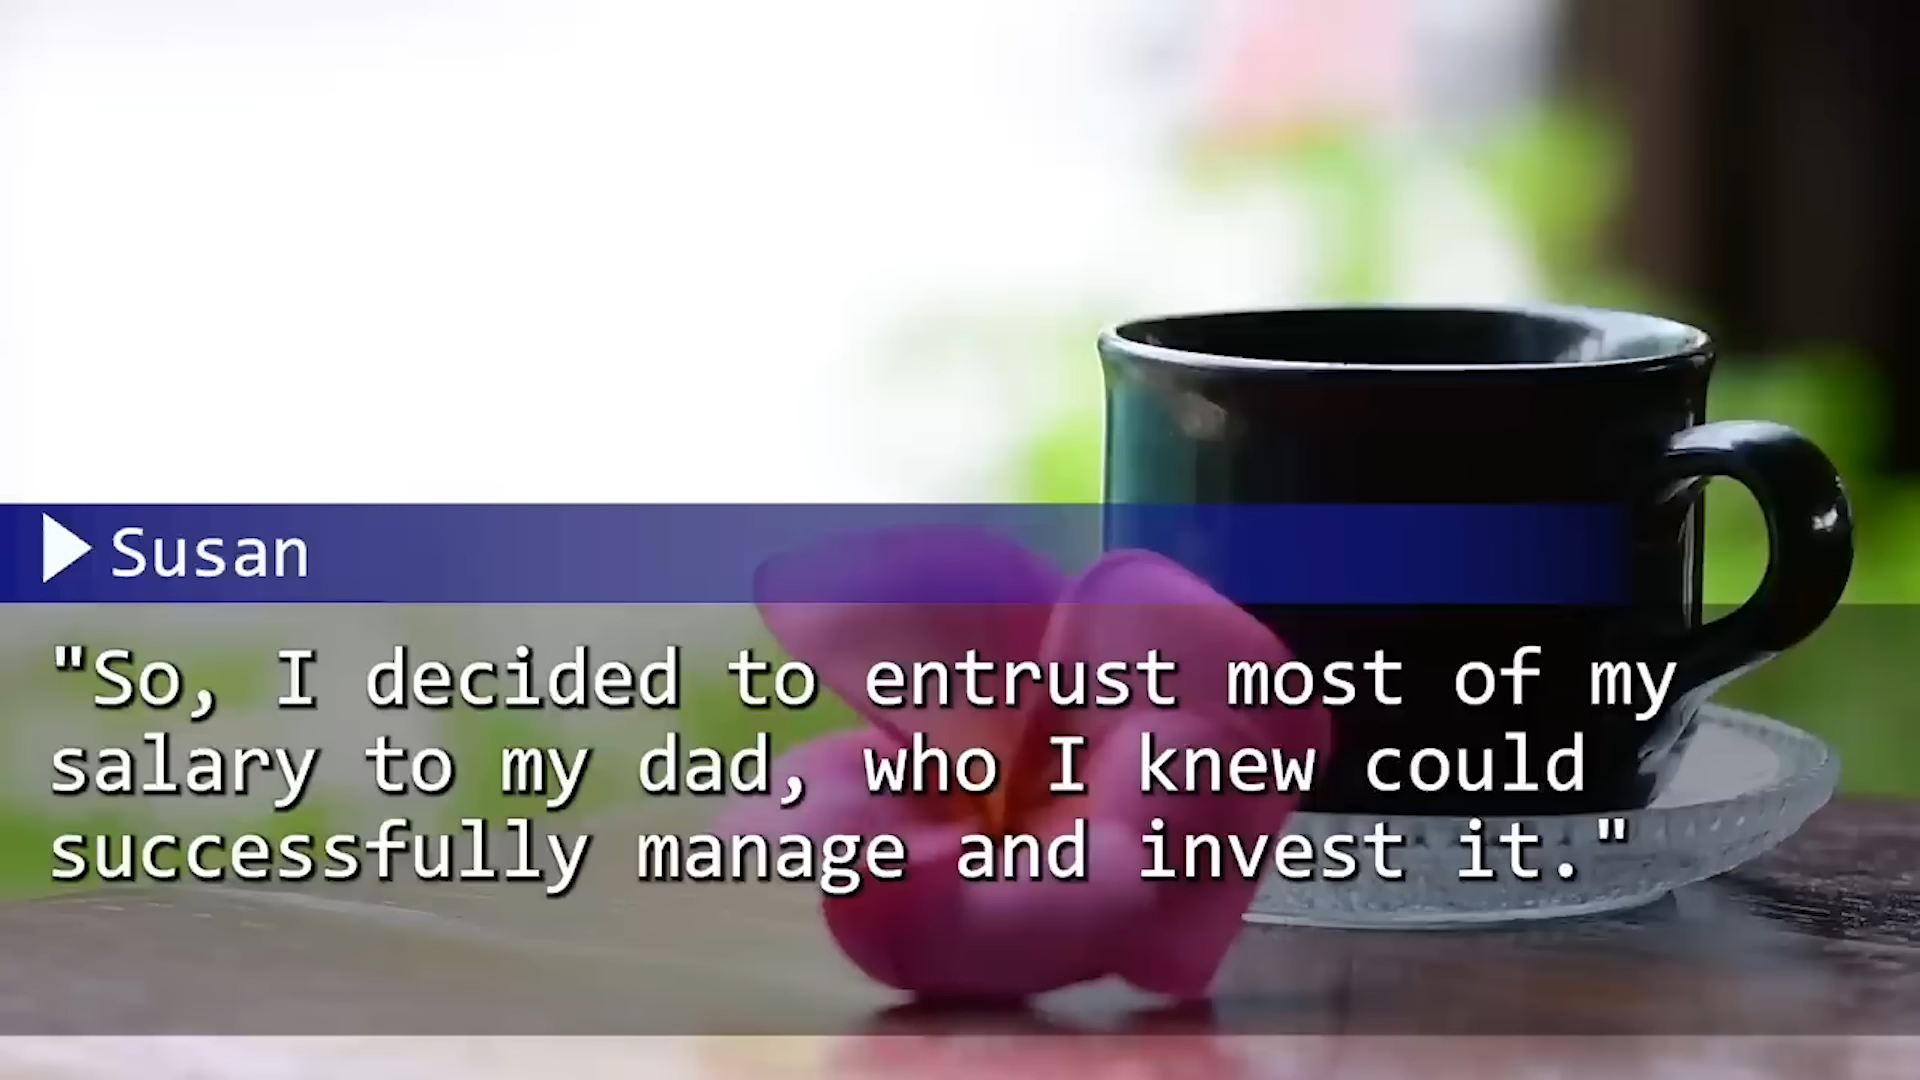 Susan
"So, I decided to entrust most of my
salary to my dad, who I knew could
successfully manage and invest it."